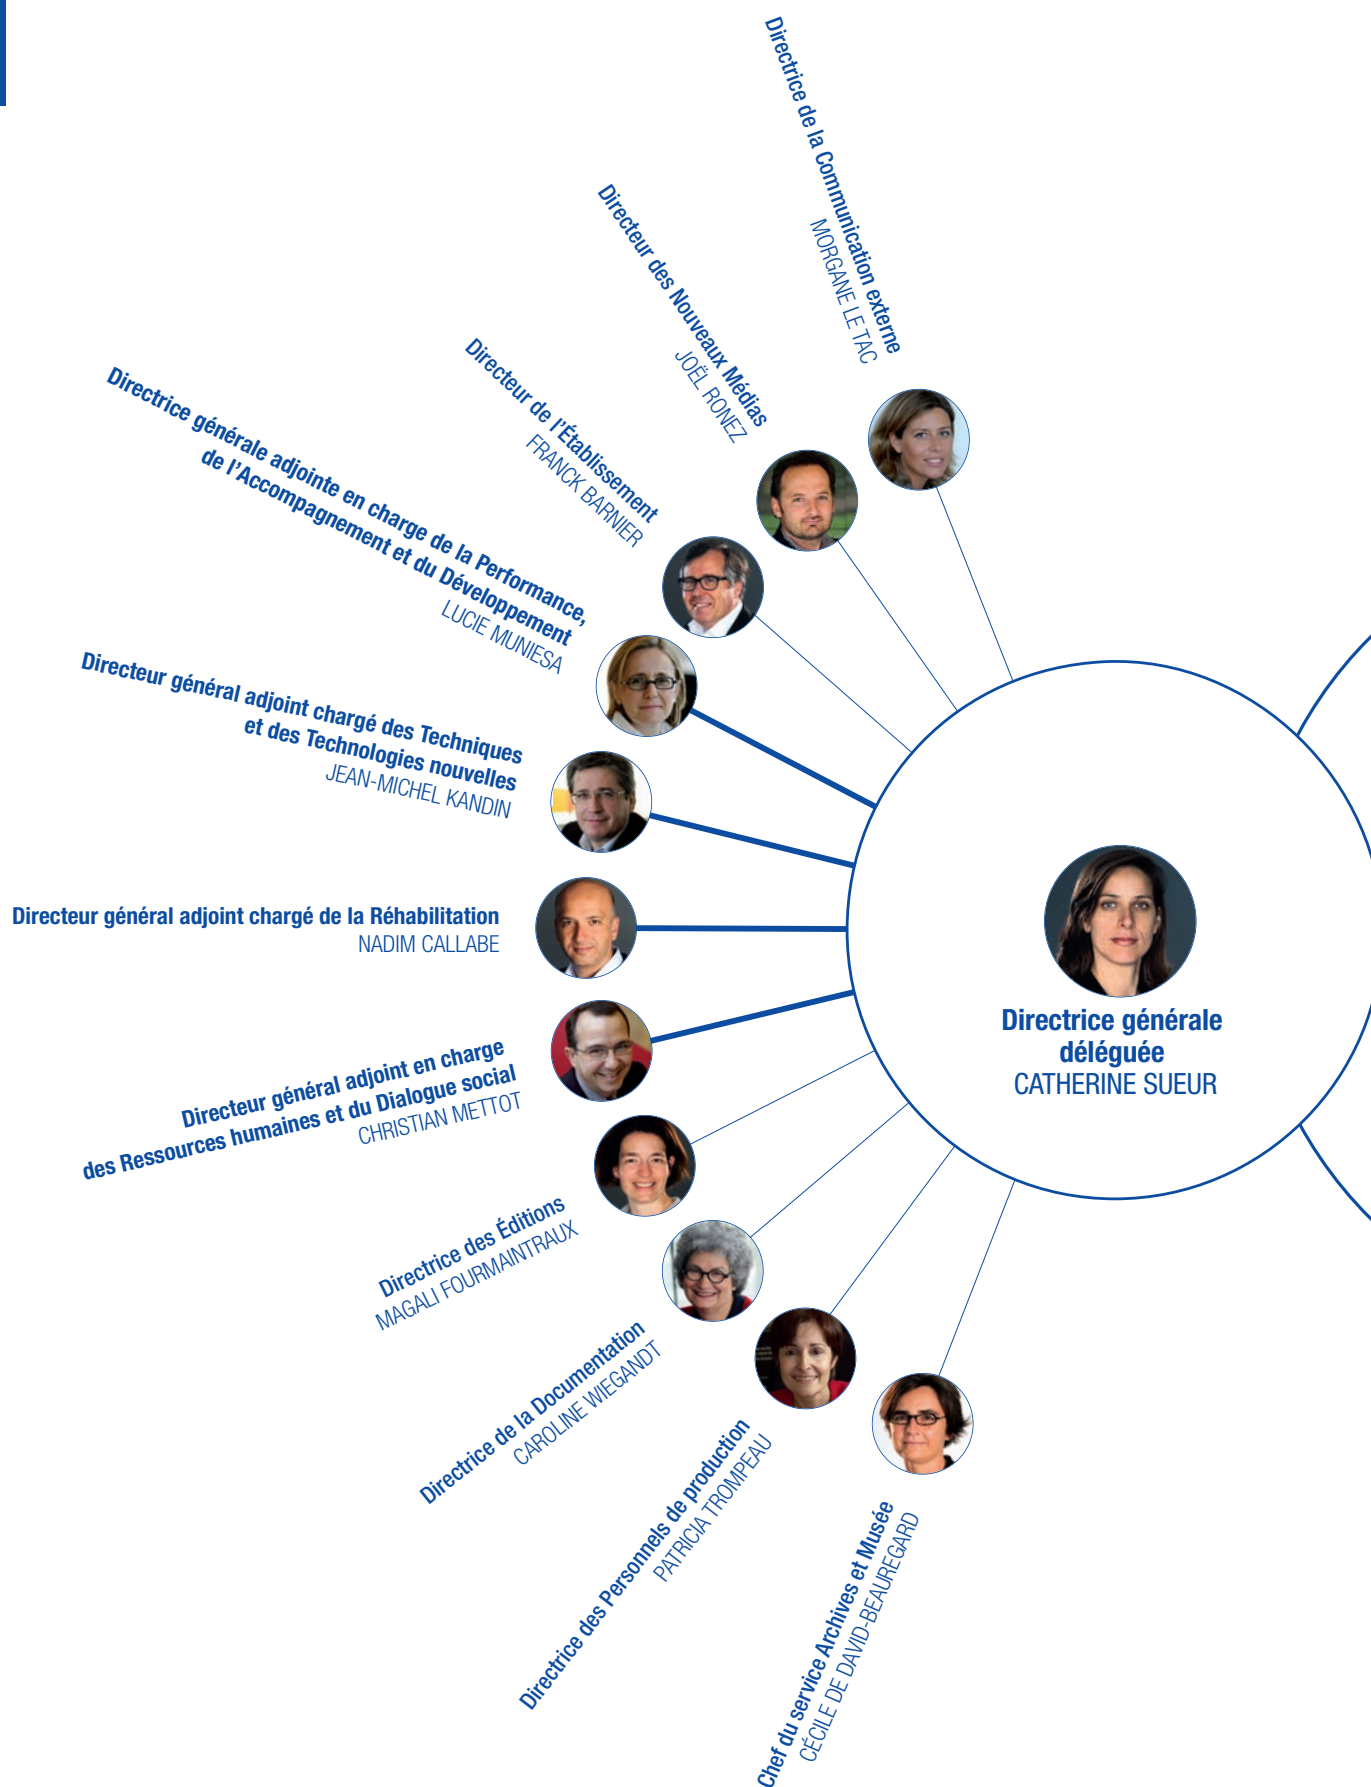 Directrice de la Communication externe
MORGANE LE TAC
Directeur des Nouveaux Médias
JOËL RONEZ
Directeur de l'Établissement
FRANCK BARNIER
Directrice générale adjointe en charge de la Performance,
de l'Accompagnement et du Développement
LUCIE MUNIESA
Directeur général adjoint chargé des Techniques
et des Technologies nouvelles
JEAN-MICHEL KANDIN
Directeur général adjoint chargé de la Réhabilitation
NADIM CALLABE
Directrice générale
déléguée
CATHERINE SUEUR
Directeur général adjoint en charge
des Ressources humaines et du Dialogue social
CHRISTIAN METTOT
Directrice des Éditions
MAGALI FOURMAINTRAUX
Directrice de la Documentation
CAROLINE WIEGANDT
Directrice des Personnels de production
PATRICIA TROMPEAU
Chef du service Archives et Musée
CÉCILE DE DAVID-BEAUREGARD